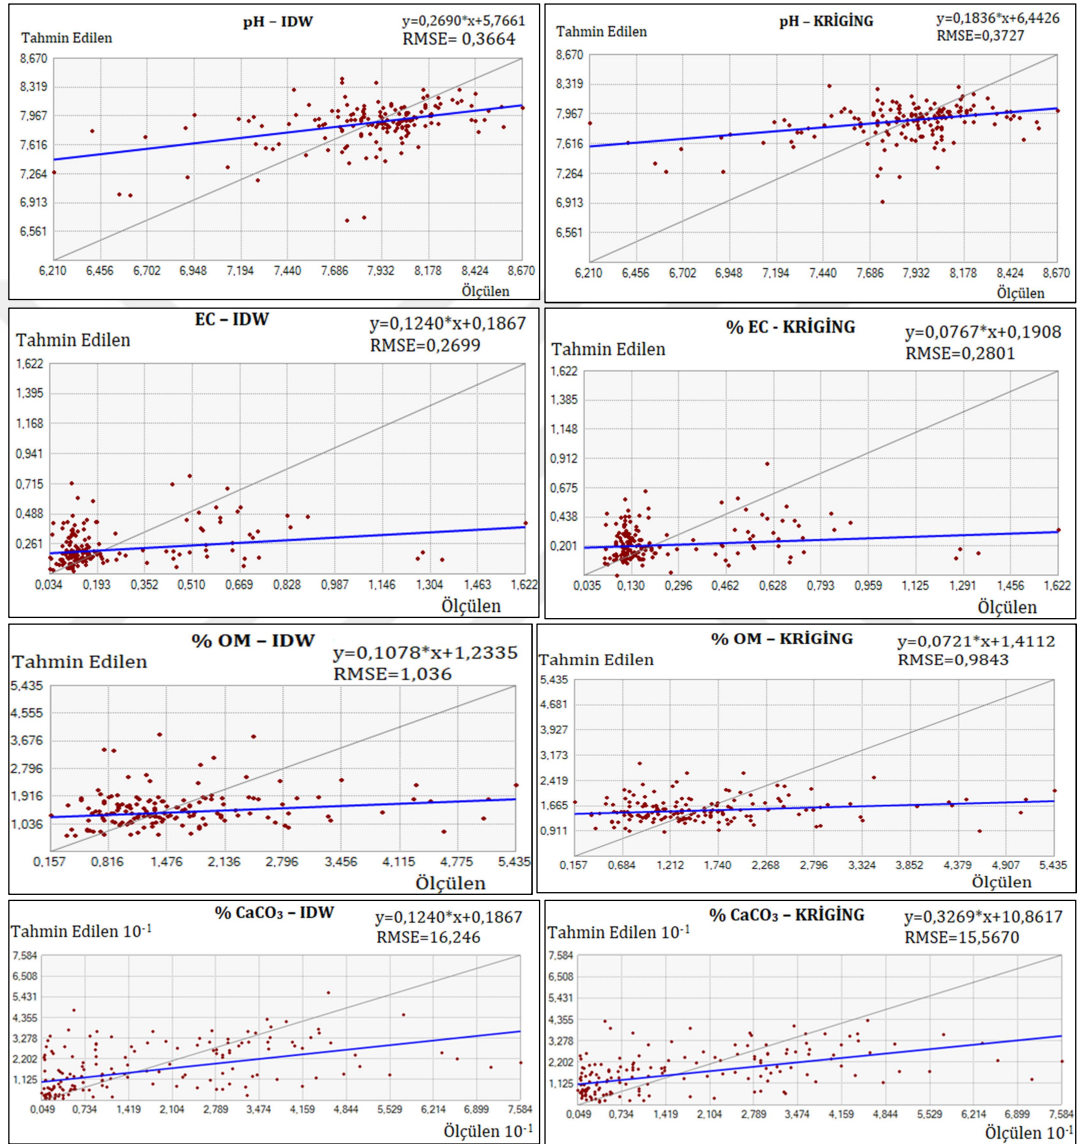 pH – IDW
y=0,2690*x+5,7661
RMSE= 0,3664
Tahmin Edilen
8,670
8,319
7,967
7,616
7,264
6,913
6,561
6,210 6,456 6,702 6,948 7,194 7,440 7,686 7,932 8,178 8,424 8,670
Ölçülen
pH – KRİGİNG
y=0,1836*x+6,4426
RMSE=0,3727
Tahmin Edilen
8,670
8,319
7,967
7,616
7,264
6,913
6,561
6,210 6,456 6,702 6,948 7,194 7,440 7,686 7,932 8,178 8,424 8,670
Ölçülen
EC – IDW
y=0,1240*x+0,1867
RMSE=0,2699
Tahmin Edilen
1,622
1,395
1,168
0,941
0,715
0,488
0,261
0,034 0,193 0,352 0,510 0,669 0,828 0,987 1,146 1,304 1,463 1,622
Ölçülen
% EC - KRİGİNG
y=0,0767*x+0,1908
RMSE=0,2801
Tahmin Edilen
1,622
1,385
1,148
0,912
0,675
0,438
0,201
0,035 0,130 0,296 0,462 0,628 0,793 0,959 1,125 1,291 1,456 1,622
Ölçülen
% OM – IDW
y=0,1078*x+1,2335
RMSE=1,036
Tahmin Edilen
5,435
4,555
3,676
2,796
1,916
1,036
0,157 0,816 1,476 2,136 2,796 3,456 4,115 4,775 5,435
Ölçülen
% OM – KRİGİNG
y=0,0721*x+1,4112
RMSE=0,9843
Tahmin Edilen
5,435
4,681
3,927
3,173
2,419
1,665
0,911
0,157 0,684 1,212 1,740 2,268 2,796 3,324 3,852 4,379 4,907 5,435
Ölçülen
% CaCO₃ – IDW
y=0,1240*x+0,1867
RMSE=16,246
Tahmin Edilen 10⁻¹
7,584
6,508
5,431
4,355
3,278
2,202
1,125
0,049 0,734 1,419 2,104 2,789 3,474 4,159 4,844 5,529 6,214 6,899 7,584
Ölçülen 10⁻¹
% CaCO₃ – KRİGİNG
y=0,3269*x+10,8617
RMSE=15,5670
Tahmin Edilen 10⁻¹
7,584
6,508
5,431
4,355
3,278
2,202
1,125
0,049 0,734 1,419 2,104 2,789 3,474 4,159 4,844 5,529 6,214 6,899 7,584
Ölçülen 10⁻¹